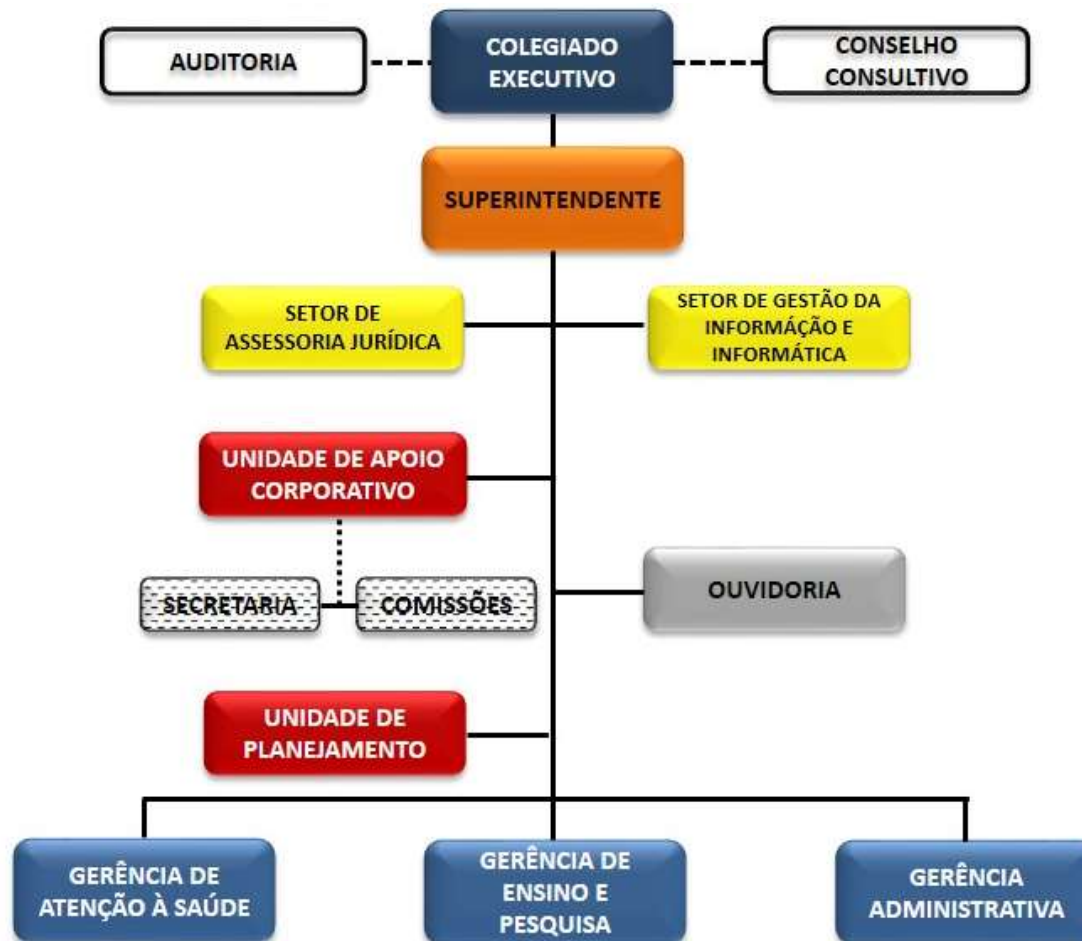 AUDITORIA
COLEGIADO
EXECUTIVO
CONSELHO
CONSULTIVO
SUPERINTENDENTE
SETOR DE
ASSESSORIA JURÍDICA
SETOR DE GESTÃO DA
INFORMÁÇÃO E
INFORMÁTICA
UNIDADE DE APOIO
CORPORATIVO
SECRETARIA
COMISSÕES
OUVIDORIA
UNIDADE DE
PLANEJAMENTO
GERÊNCIA DE
ATENÇÃO À SAÚDE
GERÊNCIA DE
ENSINO E
PESQUISA
GERÊNCIA
ADMINISTRATIVA